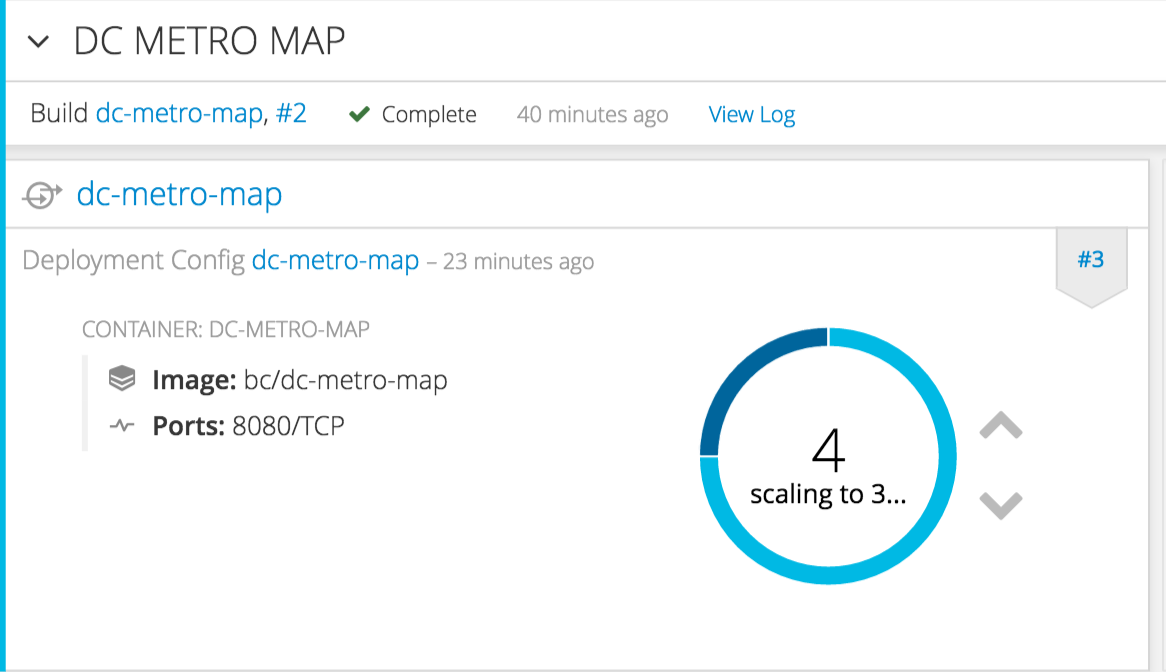 DC METRO MAP
Build dc-metro-map, #2 Complete 40 minutes ago View Log
dc-metro-map
Deployment Config dc-metro-map – 23 minutes ago
#3
CONTAINER: DC-METRO-MAP
Image: bc/dc-metro-map
Ports: 8080/TCP
4
scaling to 3...